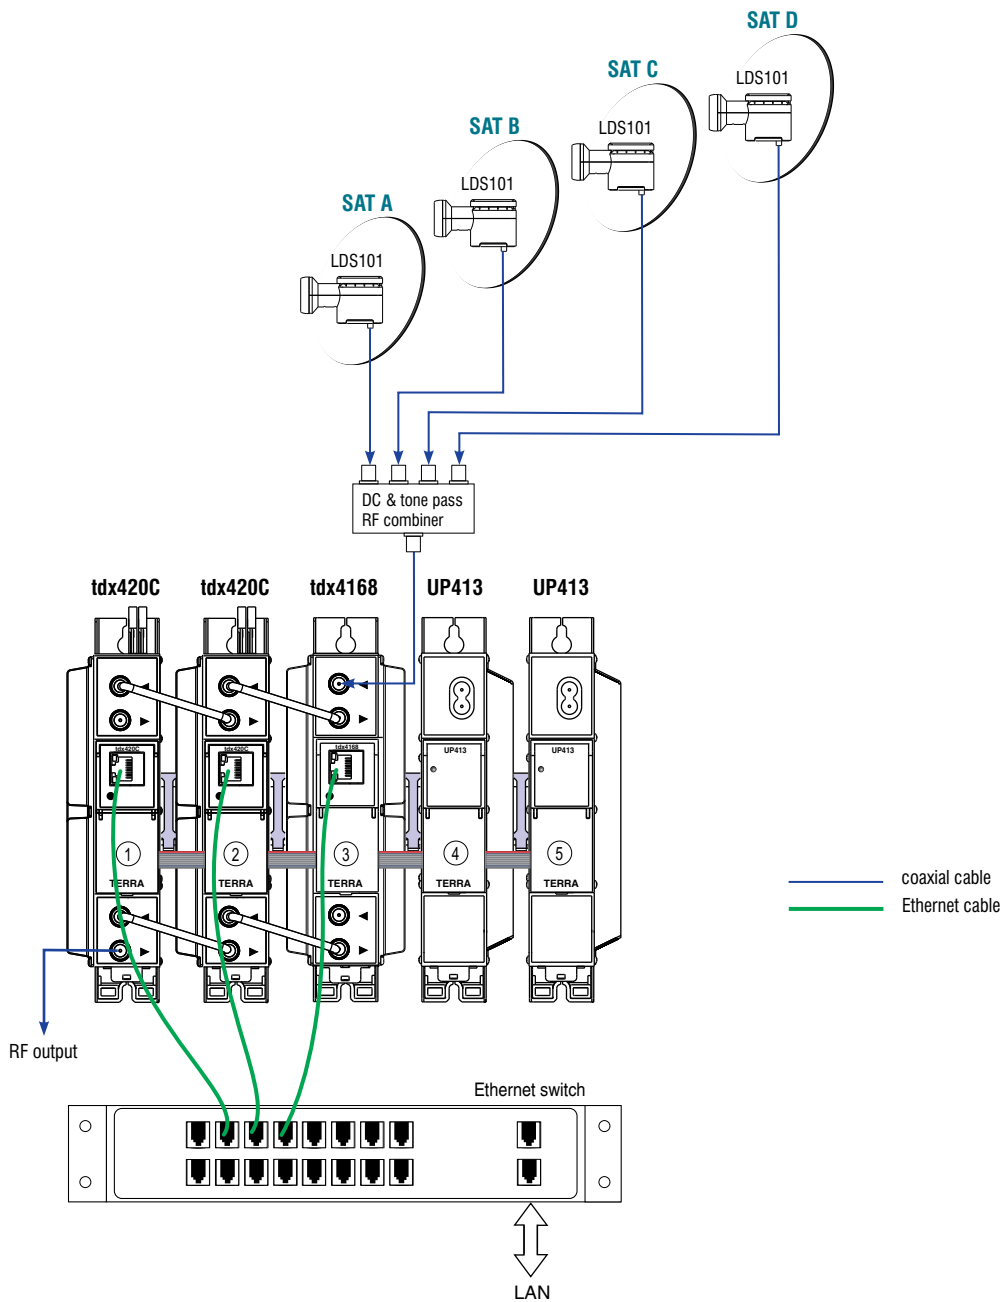 SAT D
LDS101
SAT C
LDS101
SAT B
LDS101
SAT A
LDS101
DC & tone pass
RF combiner
tdx420C
tdx420C
tdx4168
UP413
UP413
tdx420C
tdx420C
tdx4168
UP413
UP413
1
2
3
4
5
TERRA
TERRA
TERRA
TERRA
TERRA
coaxial cable
Ethernet cable
RF output
Ethernet switch
LAN